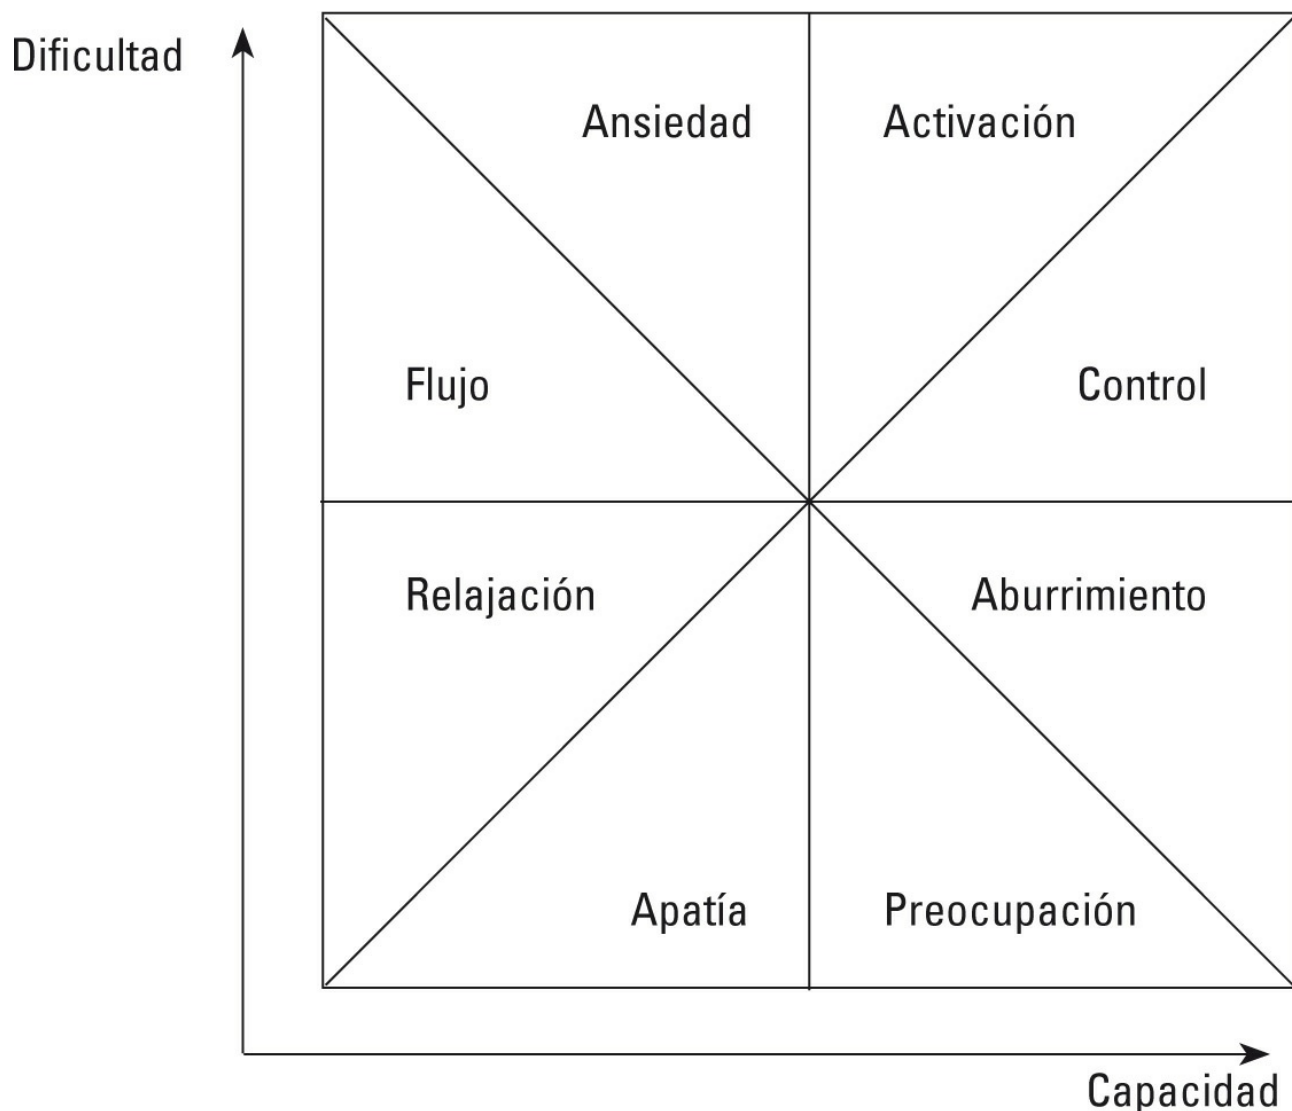 Dificultad
Ansiedad
Activación
Flujo
Control
Relajación
Aburrimiento
Apatía
Preocupación
Capacidad